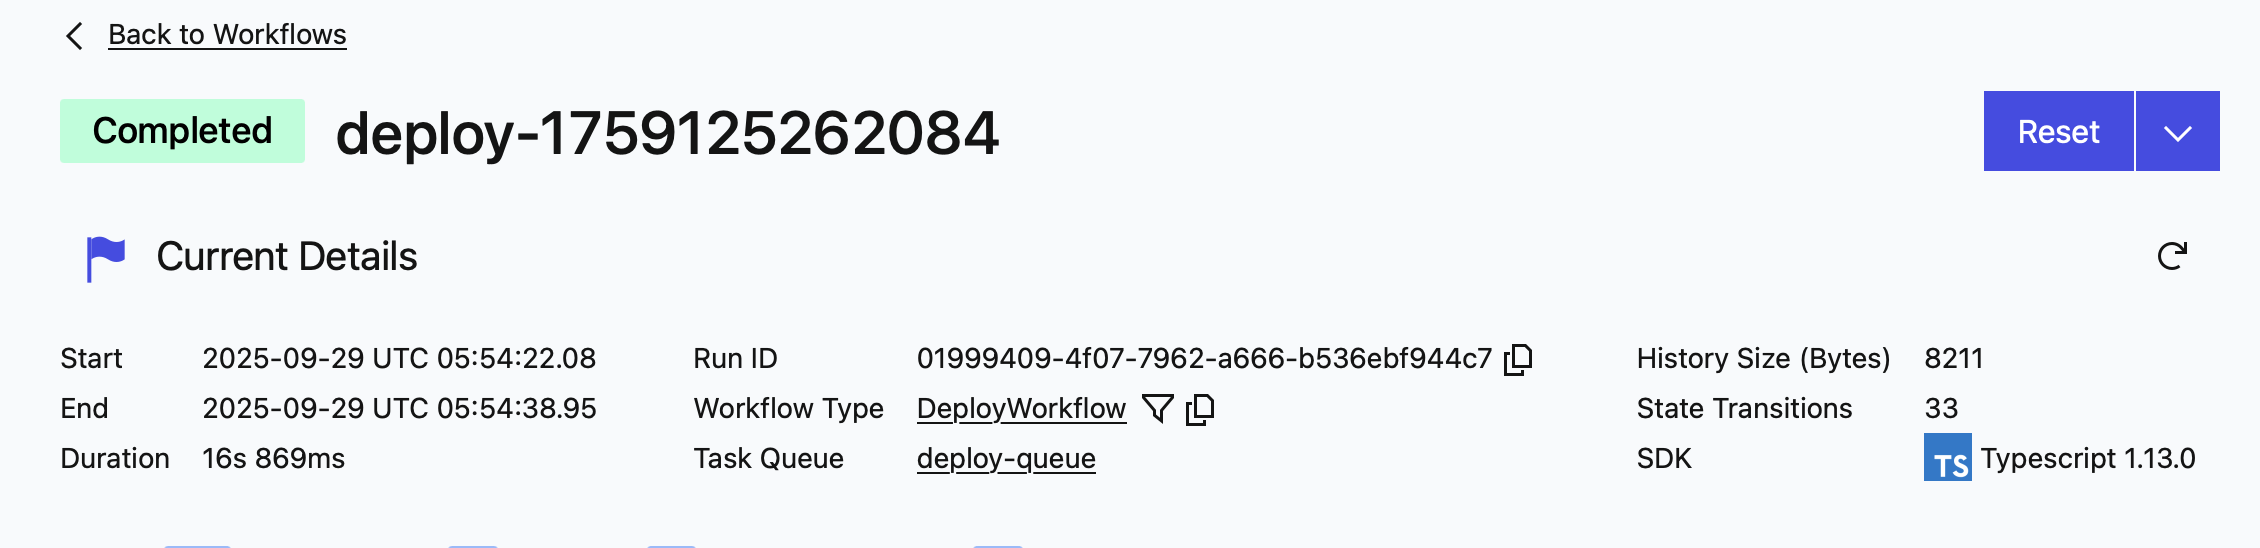 Back to Workflows
Completed deploy-1759125262084 Reset
Current Details
Start 2025-09-29 UTC 05:54:22.08 Run ID 01999409-4f07-7962-a666-b536ebf944c7 History Size (Bytes) 8211
End 2025-09-29 UTC 05:54:38.95 Workflow Type DeployWorkflow State Transitions 33
Duration 16s 869ms Task Queue deploy-queue SDK TS Typescript 1.13.0